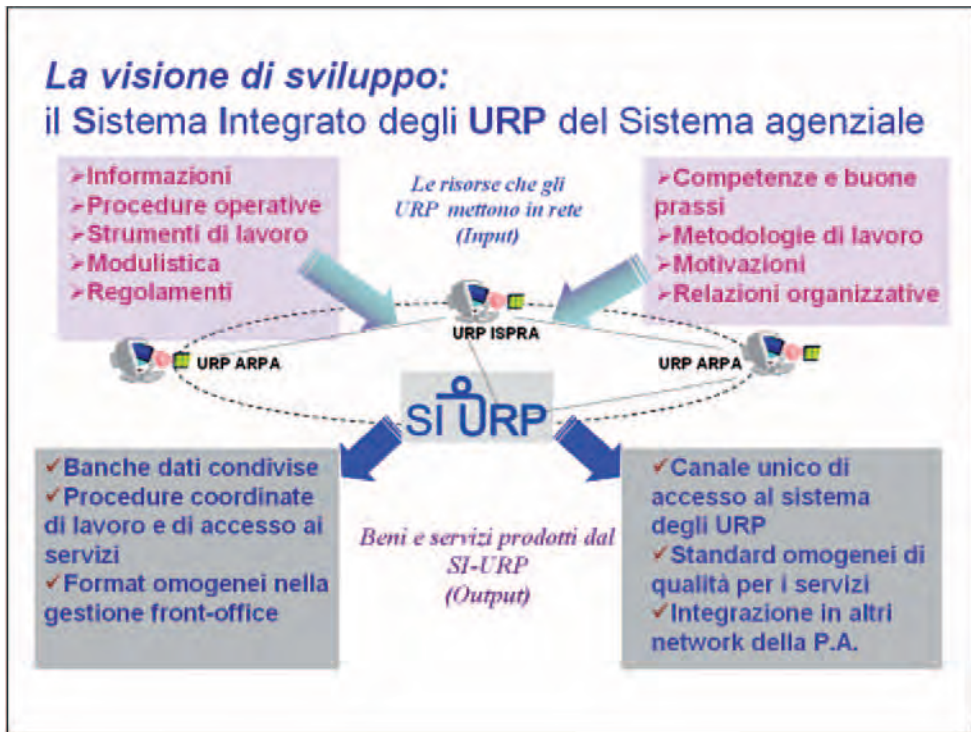 La visione di sviluppo:
il Sistema Integrato degli URP del Sistema agenziale
➢Informazioni
➢Procedure operative
➢Strumenti di lavoro
➢Modulistica
➢Regolamenti
Le risorse che gli
URP mettono in rete
(Input)
➢Competenze e buone
prassi
➢Metodologie di lavoro
➢Motivazioni
➢Relazioni organizzative
URP ISPRA
URP ARPA
URP ARPA
SI URP
✓Banche dati condivise
✓Procedure coordinate
di lavoro e di accesso ai
servizi
✓Format omogenei nella
gestione front-office
Beni e servizi prodotti dal
SI-URP
(Output)
✓Canale unico di
accesso al sistema
degli URP
✓Standard omogenei di
qualità per i servizi
✓Integrazione in altri
network della P.A.